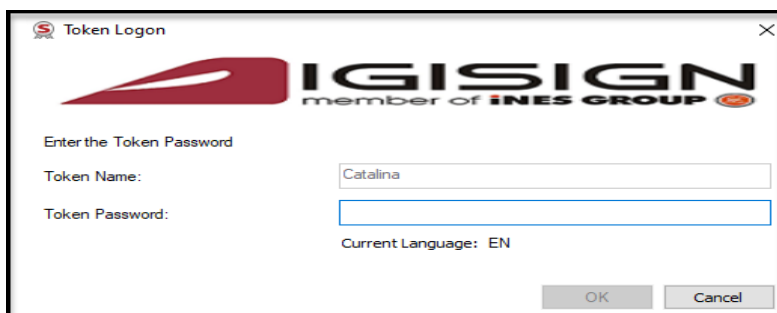 Token Logon
DIGISIGN
member of iNES GROUP
Enter the Token Password
Token Name: Catalina
Token Password:
Current Language: EN
OK Cancel